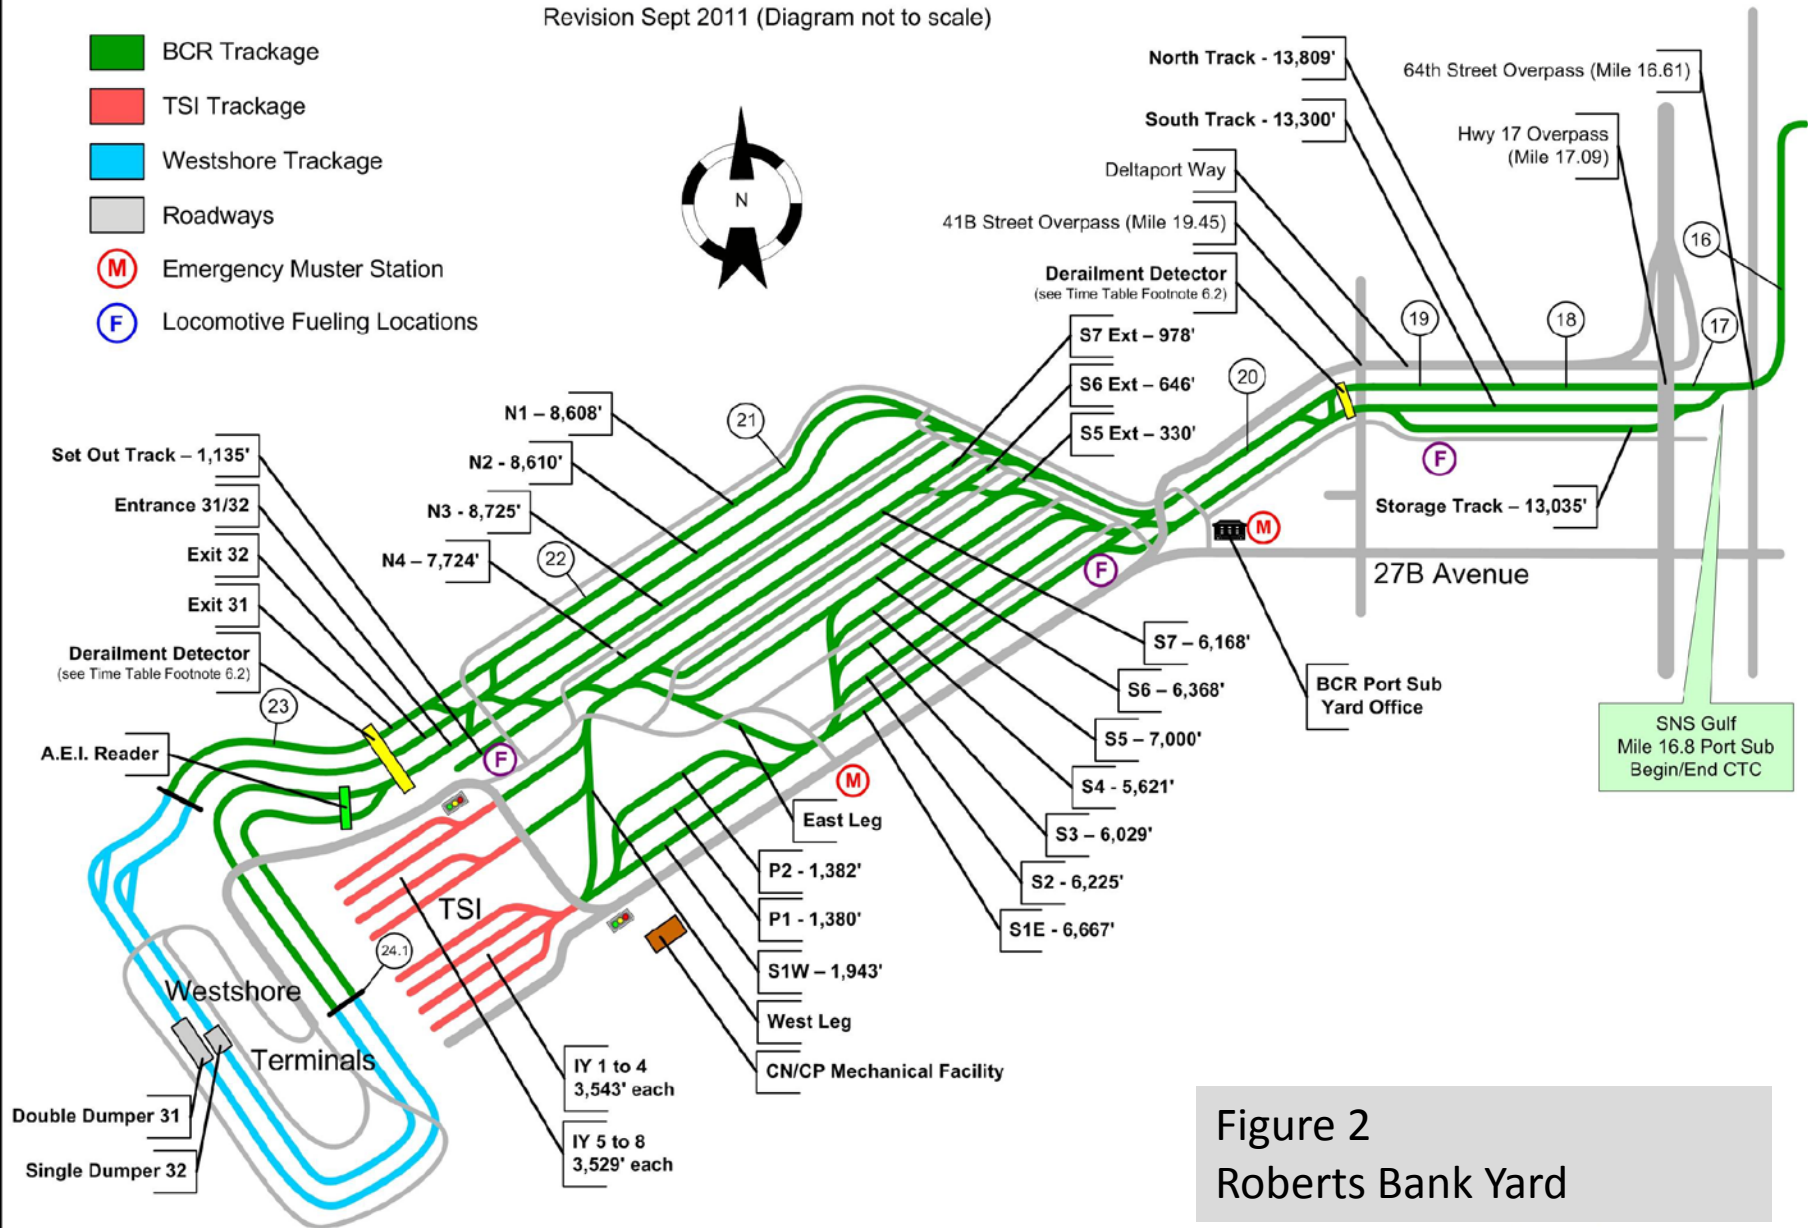 Revision Sept 2011 (Diagram not to scale)
BCR Trackage
TSI Trackage
Westshore Trackage
Roadways
M
Emergency Muster Station
F
Locomotive Fueling Locations
N
North Track - 13,809'
South Track - 13,300'
Deltaport Way
41B Street Overpass (Mile 19.45)
Derailment Detector
(see Time Table Footnote 6.2)
64th Street Overpass (Mile 16.61)
Hwy 17 Overpass
(Mile 17.09)
16
17
18
19
20
21
22
23
24.1
S7 Ext – 978'
S6 Ext – 646'
S5 Ext – 330'
N1 – 8,608'
N2 - 8,610'
N3 - 8,725'
N4 – 7,724'
Set Out Track – 1,135'
Entrance 31/32
Exit 32
Exit 31
Derailment Detector
(see Time Table Footnote 6.2)
A.E.I. Reader
F
Storage Track – 13,035'
M
F
27B Avenue
BCR Port Sub
Yard Office
SNS Gulf
Mile 16.8 Port Sub
Begin/End CTC
S7 – 6,168'
S6 – 6,368'
S5 – 7,000'
S4 - 5,621'
S3 – 6,029'
S2 - 6,225'
S1E - 6,667'
F
M
East Leg
P2 - 1,382'
P1 - 1,380'
S1W – 1,943'
West Leg
CN/CP Mechanical Facility
TSI
Westshore
Terminals
IY 1 to 4
3,543' each
IY 5 to 8
3,529' each
Double Dumper 31
Single Dumper 32
Figure 2
Roberts Bank Yard